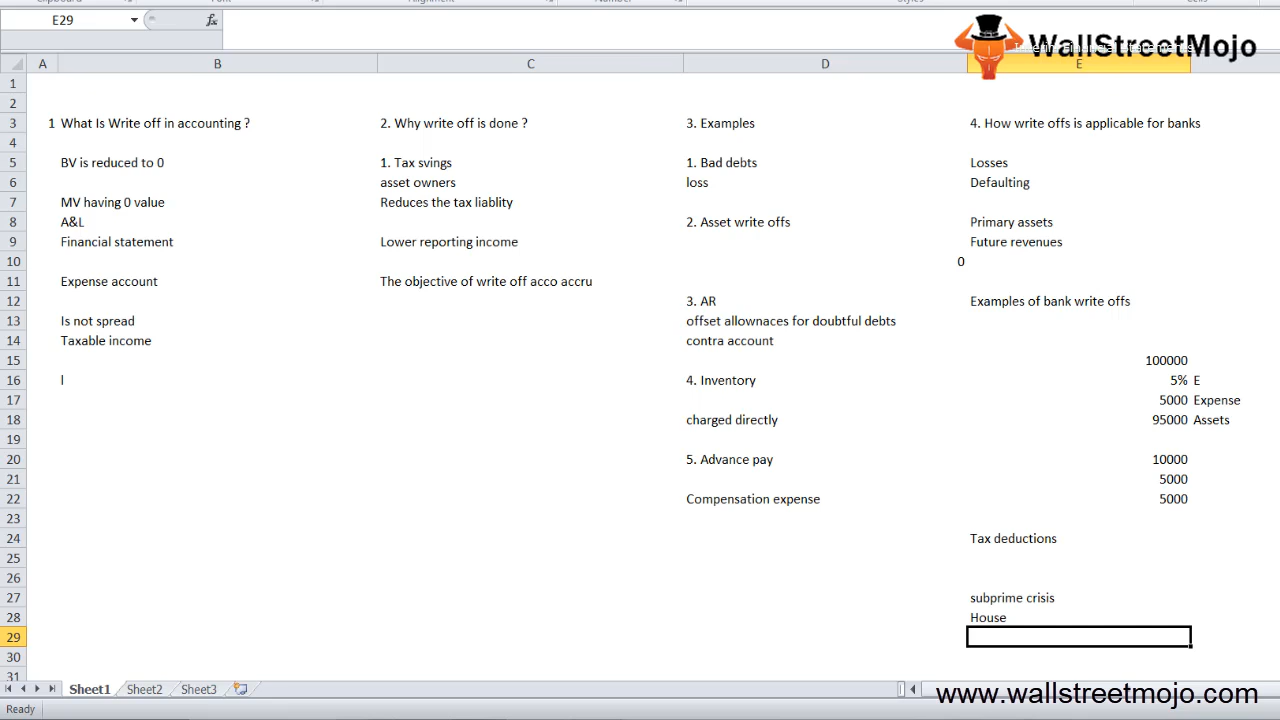 E29
fx
WallStreetMojo
Interim Financial Statements
A B C D E
1
2
3 1 What Is Write off in accounting ? 2. Why write off is done ? 3. Examples 4. How write offs is applicable for banks
4
5 BV is reduced to 0 1. Tax svings 1. Bad debts Losses
6 asset owners loss Defaulting
7 MV having 0 value Reduces the tax liablity
8 A&L 2. Asset write offs Primary assets
9 Financial statement Lower reporting income Future revenues
10 0
11 Expense account The objective of write off acco accru
12 3. AR Examples of bank write offs
13 Is not spread offset allownaces for doubtful debts
14 Taxable income contra account
15 100000
16 l 4. Inventory 5% E
17 5000 Expense
18 charged directly 95000 Assets
19
20 5. Advance pay 10000
21 5000
22 Compensation expense 5000
23
24 Tax deductions
25
26
27 subprime crisis
28 House
29
30
31
Sheet1 Sheet2 Sheet3
www.wallstreetmojo.com
Ready